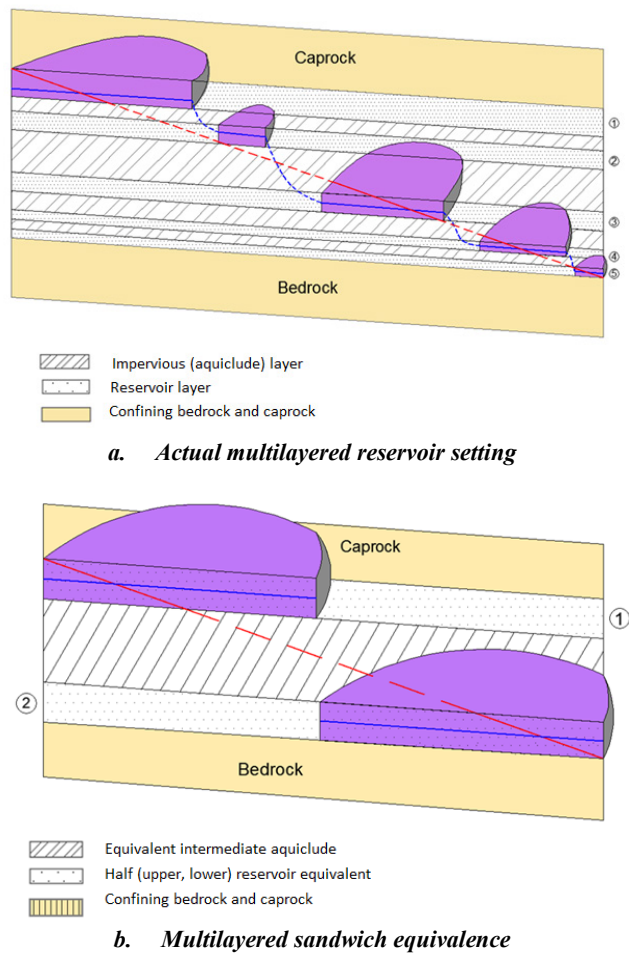 Caprock
①
②
③
④
⑤
Bedrock
Impervious (aquiclude) layer
Reservoir layer
Confining bedrock and caprock
a. Actual multilayered reservoir setting
Caprock
①
②
Bedrock
Equivalent intermediate aquiclude
Half (upper, lower) reservoir equivalent
Confining bedrock and caprock
b. Multilayered sandwich equivalence